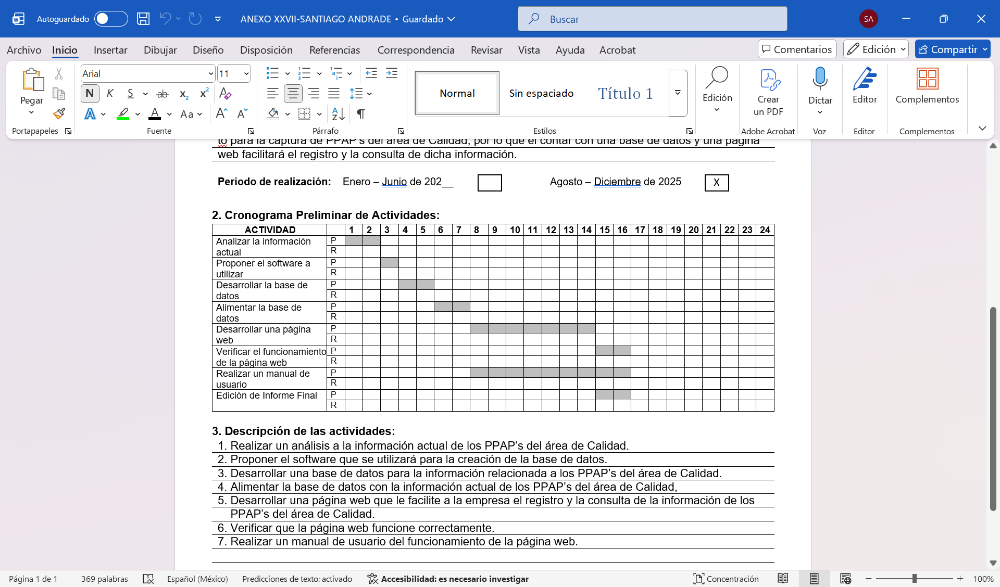 Autoguardado
ANEXO XXVII-SANTIAGO ANDRADE • Guardado
Buscar
SA
Archivo Inicio Insertar Dibujar Diseño Disposición Referencias Correspondencia Revisar Vista Ayuda Acrobat
Comentarios Edición Compartir
Pegar
Portapapeles
Arial 11
N K S ab x₂ x² A
A A Aa A A
Fuente
Párrafo
Normal Sin espaciado Título 1
Estilos
Edición
Crear
un PDF
Adobe Acrobat
Dictar
Voz
Editor
Editor
Complementos
Complementos
to para la captura de PPAP’s del área de Calidad, por lo que el contar con una base de datos y una página
web facilitará el registro y la consulta de dicha información.
Periodo de realización: Enero – Junio de 202__ Agosto – Diciembre de 2025 X
2. Cronograma Preliminar de Actividades:
ACTIVIDAD 1 2 3 4 5 6 7 8 9 10 11 12 13 14 15 16 17 18 19 20 21 22 23 24
Analizar la información P
actual R
Proponer el software a P
utilizar R
Desarrollar la base de P
datos R
Alimentar la base de P
datos R
Desarrollar una página P
web R
Verificar el funcionamiento P
de la página web R
Realizar un manual de P
usuario R
Edición de Informe Final P
R
3. Descripción de las actividades:
1. Realizar un análisis a la información actual de los PPAP’s del área de Calidad.
2. Proponer el software que se utilizará para la creación de la base de datos.
3. Desarrollar una base de datos para la información relacionada a los PPAP’s del área de Calidad.
4. Alimentar la base de datos con la información actual de los PPAP’s del área de Calidad,
5. Desarrollar una página web que le facilite a la empresa el registro y la consulta de la información de los
PPAP’s del área de Calidad.
6. Verificar que la página web funcione correctamente.
7. Realizar un manual de usuario del funcionamiento de la página web.
Página 1 de 1 369 palabras Español (México) Predicciones de texto: activado Accesibilidad: es necesario investigar Concentración 100%